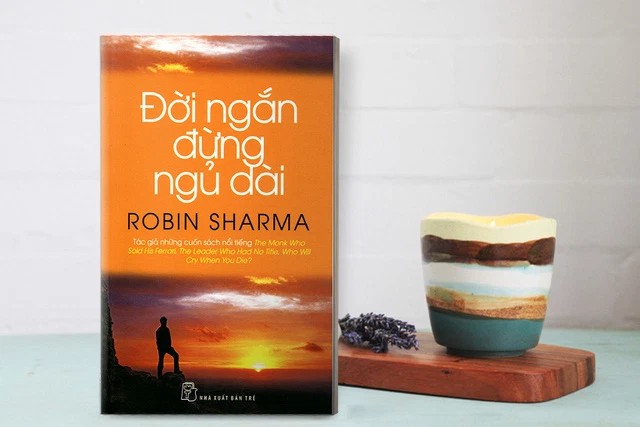 Đời ngắn
đừng
ngủ dài
ROBIN SHARMA
Tác giả những cuốn sách nổi tiếng The Monk Who
Sold His Ferrari, The Leader Who Had No Title, Who Will
Cry When You Die?
NHÀ XUẤT BẢN TRẺ